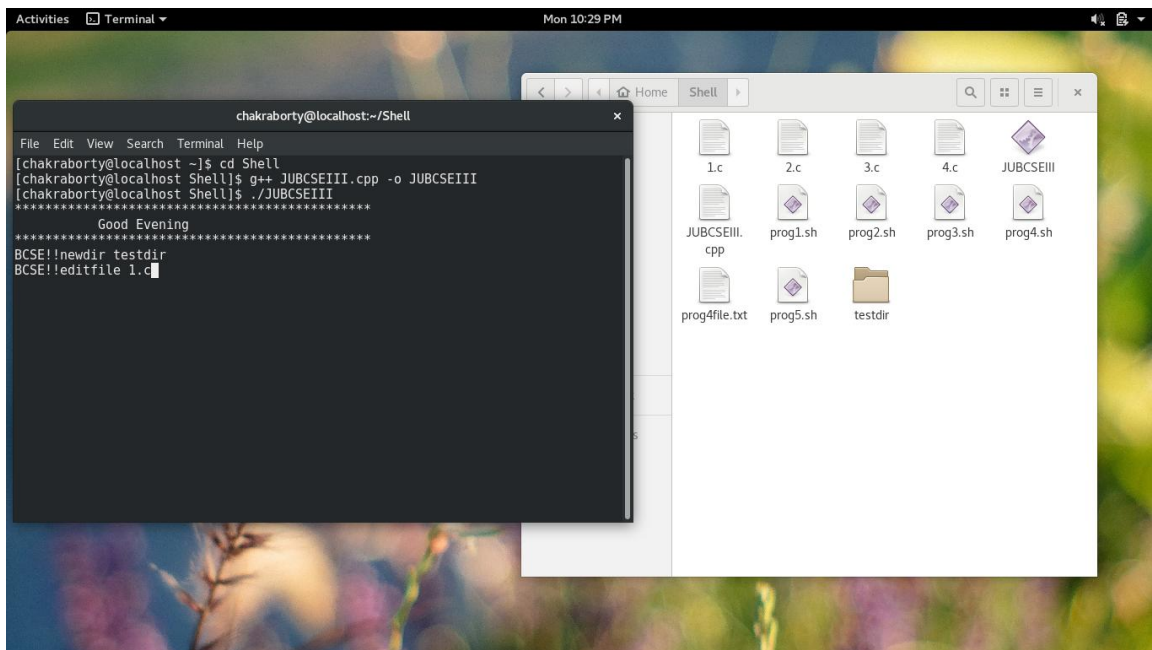 Activities Terminal
Mon 10:29 PM
Home Shell
chakraborty@localhost:~/Shell
File Edit View Search Terminal Help
[chakraborty@localhost ~]$ cd Shell
[chakraborty@localhost Shell]$ g++ JUBCSEIII.cpp -o JUBCSEIII
[chakraborty@localhost Shell]$ ./JUBCSEIII
***********************************************
Good Evening
***********************************************
BCSE!!newdir testdir
BCSE!!editfile 1.c
1.c 2.c 3.c 4.c JUBCSEIII
JUBCSEIII. prog1.sh prog2.sh prog3.sh prog4.sh
cpp
prog4file.txt prog5.sh testdir